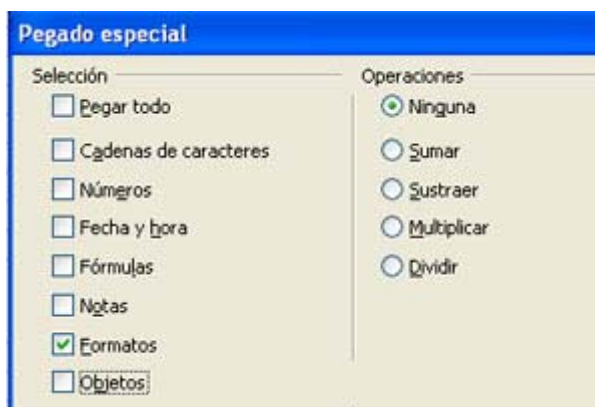 Pegado especial
Selección
Pegar todo
Cadenas de caracteres
Números
Fecha y hora
Fórmulas
Notas
Formatos
Objetos
Operaciones
Ninguna
Sumar
Sustraer
Multiplicar
Dividir